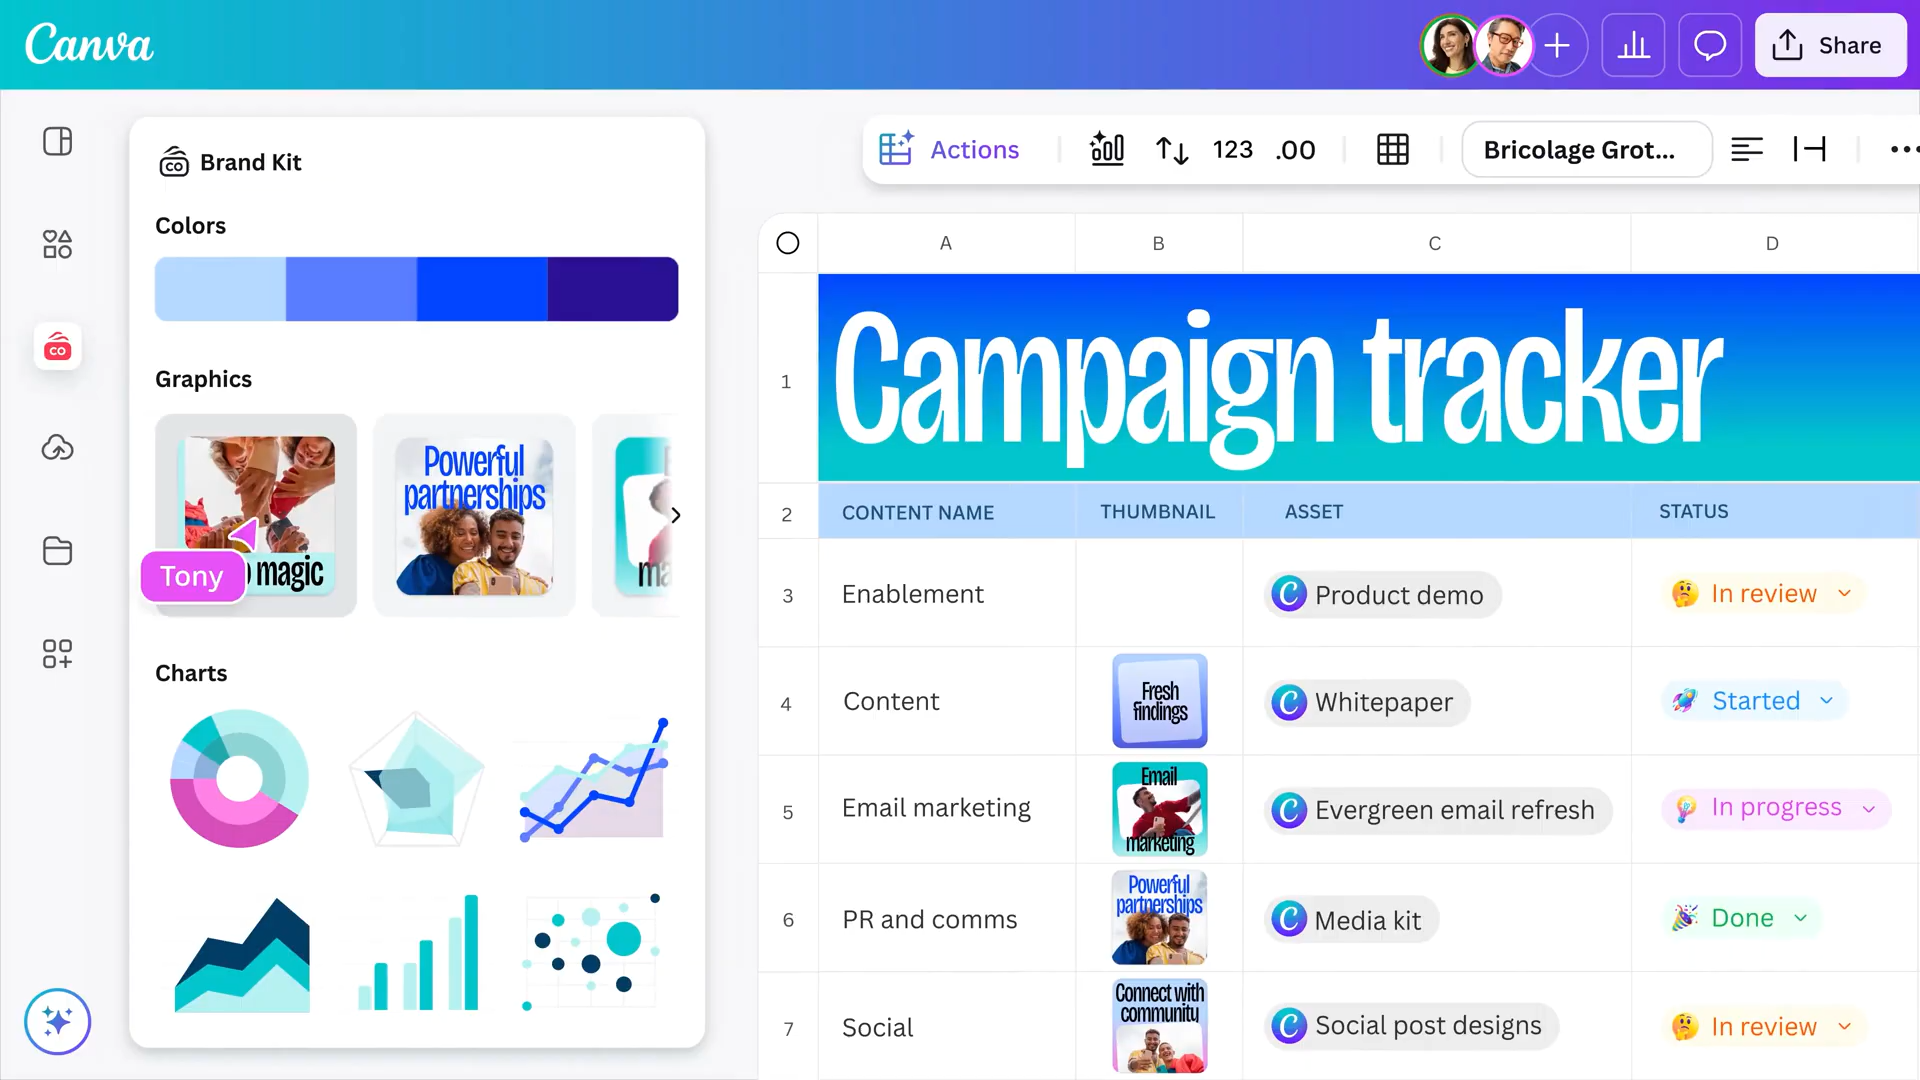 Canva
Share
Brand Kit
Colors
Graphics
Powerful
partnerships
magic
Tony
Charts
Actions
123
.00
Bricolage Grot...
A
B
C
D
1
Campaign tracker
2
CONTENT NAME
THUMBNAIL
ASSET
STATUS
3
Enablement
Product demo
In review
4
Content
Fresh
findings
Whitepaper
Started
5
Email marketing
Email
marketing
Evergreen email refresh
In progress
6
PR and comms
Powerful
partnerships
Media kit
Done
7
Social
Connect with
community
Social post designs
In review